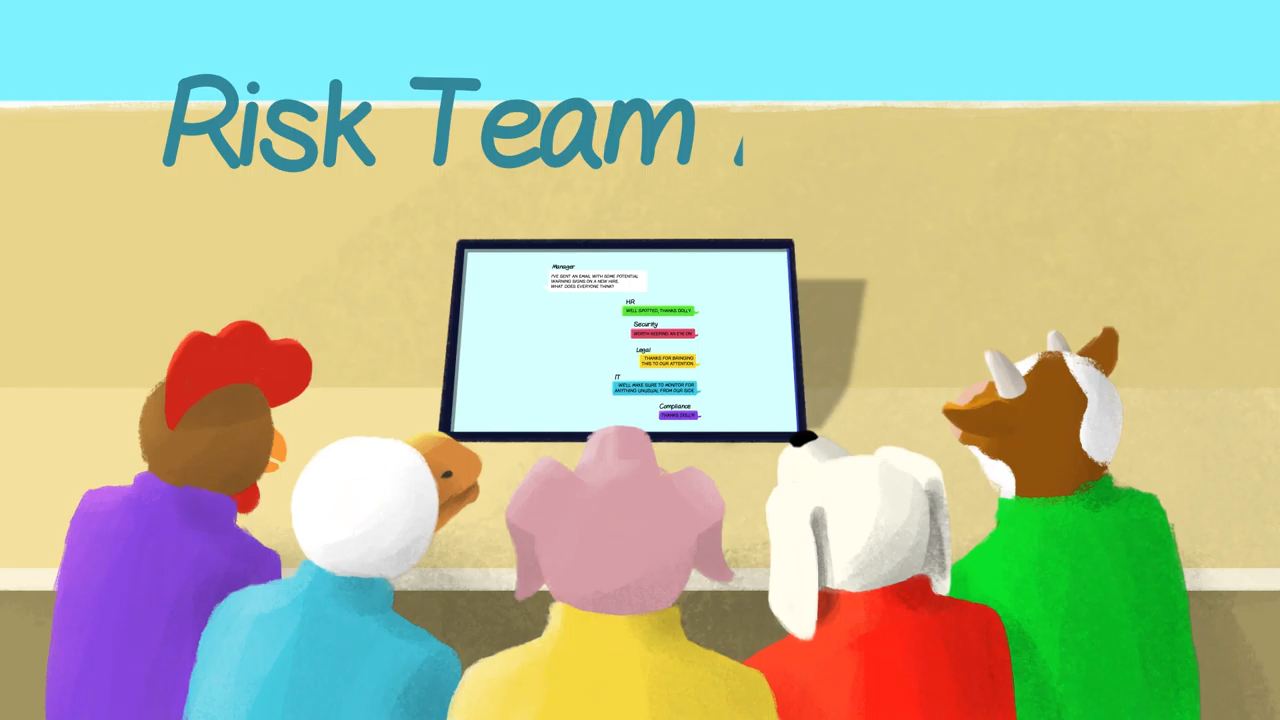 Risk Team
Manager
I'VE SENT AN EMAIL WITH SOME POTENTIAL
WARNING SIGNS ON A NEW HIRE.
WHAT DOES EVERYONE THINK?
HR
WELL SPOTTED, THANKS DOLLY
Security
WORTH KEEPING AN EYE ON
Legal
THANKS FOR BRINGING
THIS TO OUR ATTENTION
IT
WE'LL MAKE SURE TO MONITOR FOR
ANYTHING UNUSUAL FROM OUR SIDE
Compliance
THANKS DOLLY